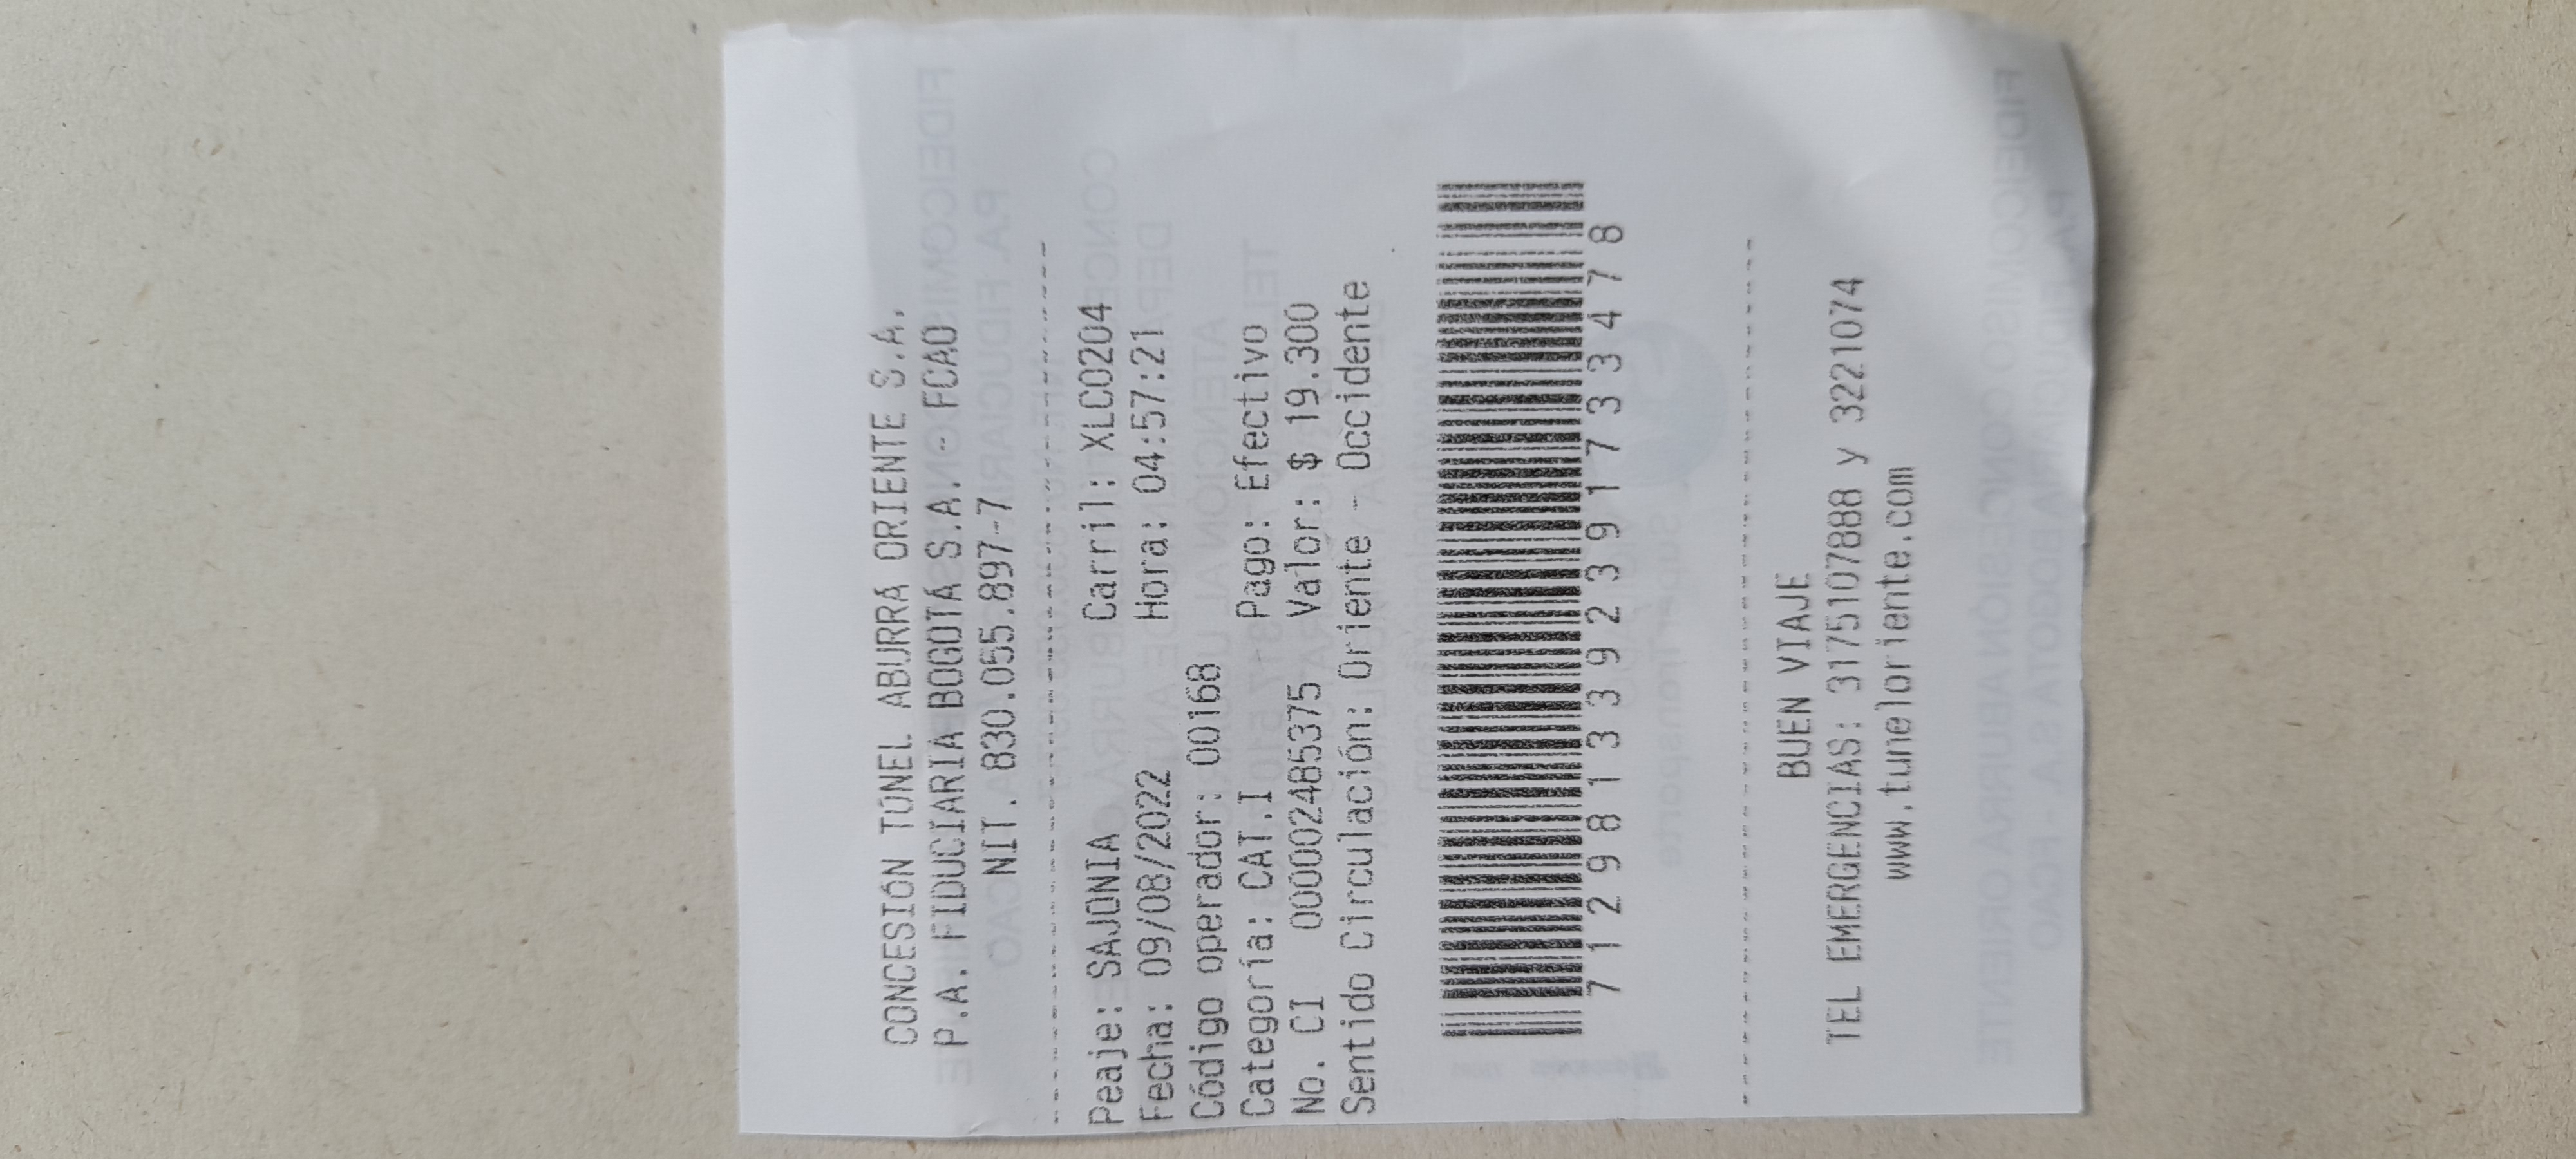 CONCESIÓN TÚNEL ABURRÁ ORIENTE S.A.
P.A. FIDUCIARIA BOGOTÁ S.A. - FCAO
NIT. 830.055.897-7
Peaje: SAJONIA Carril: XLC0204
Fecha: 09/08/2022 Hora: 04:57:21
Código operador: 00168
Categoría: CAT.I Pago: Efectivo
No. CI 000002485375 Valor: $ 19.300
Sentido Circulación: Oriente - Occidente
7129813392391733478
BUEN VIAJE
TEL EMERGENCIAS: 3175107888 y 3221074
www.tuneloriente.com